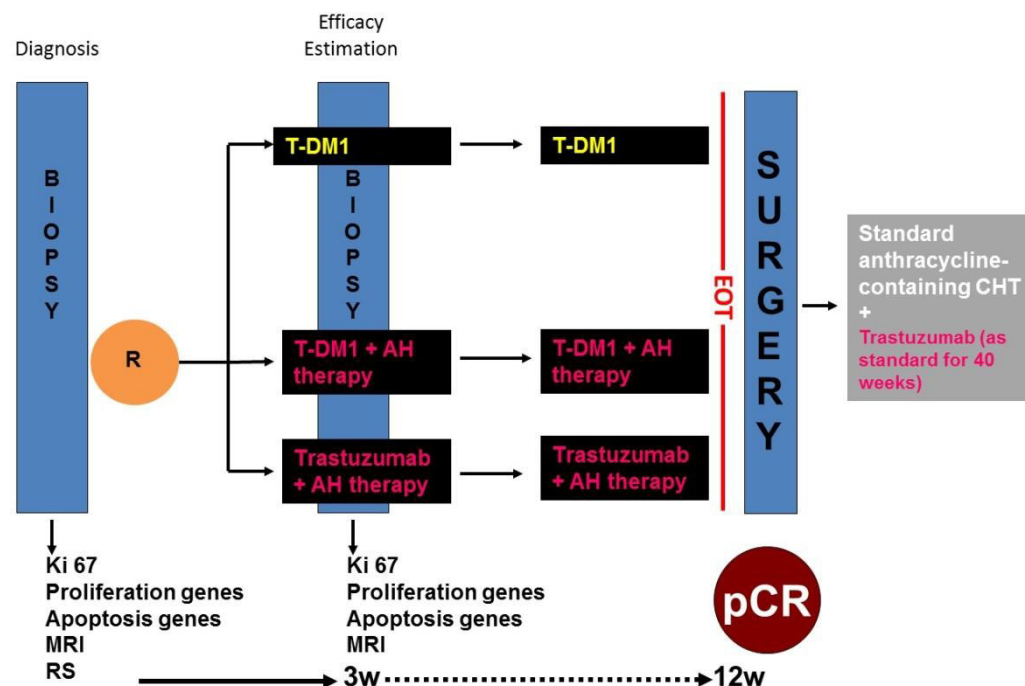 Diagnosis
Efficacy
Estimation
B
I
O
P
S
Y
R
B
I
O
P
S
Y
T-DM1
T-DM1
T-DM1 + AH
therapy
T-DM1 + AH
therapy
Trastuzumab
+ AH therapy
Trastuzumab
+ AH therapy
EOT
S
U
R
G
E
R
Y
Standard
anthracycline-
containing CHT
+
Trastuzumab (as
standard for 40
weeks)
Ki 67
Proliferation genes
Apoptosis genes
MRI
RS
Ki 67
Proliferation genes
Apoptosis genes
MRI
pCR
3w
12w